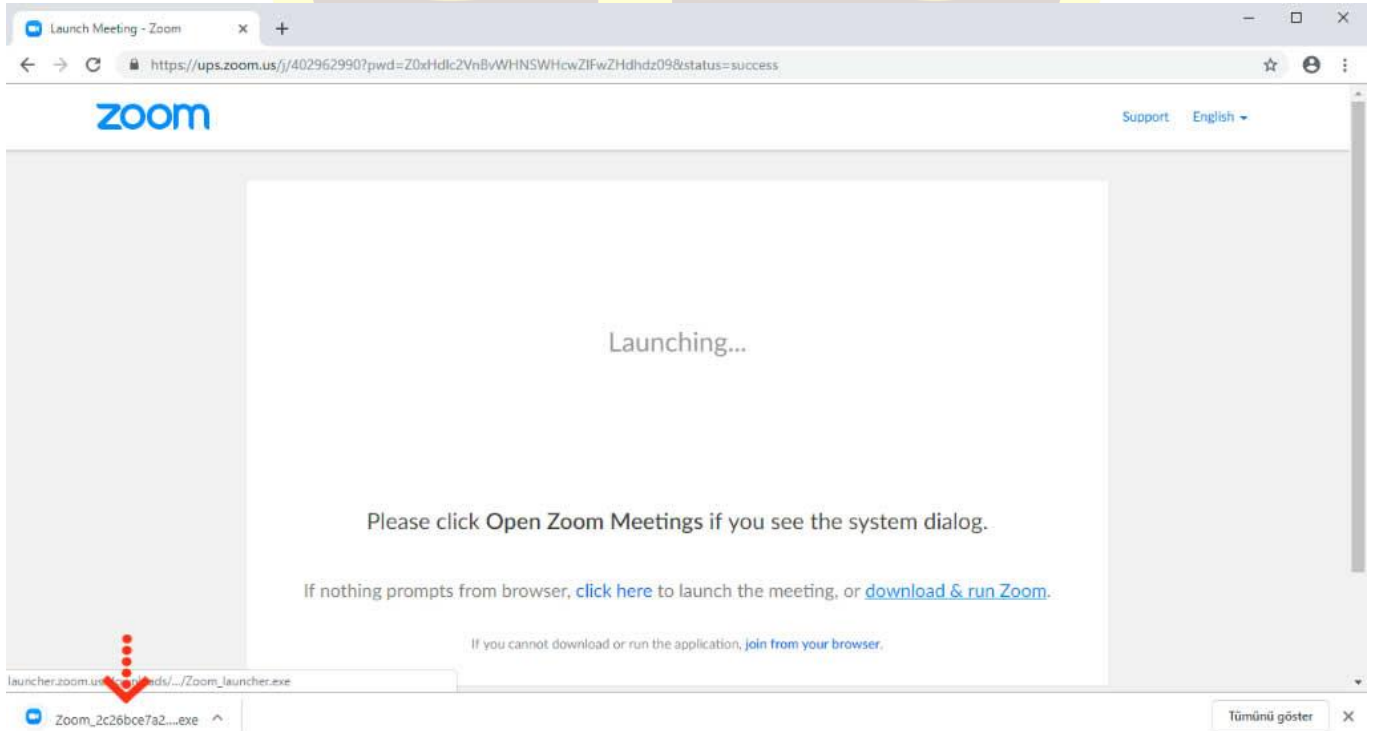 Launch Meeting - Zoom
https://ups.zoom.us/j/402962990?pwd=Z0xHdlc2VnBvWHNSWHcwZlFwZHdhdz09&status=success
zoom
Support English
Launching...
Please click Open Zoom Meetings if you see the system dialog.
If nothing prompts from browser, click here to launch the meeting, or download & run Zoom.
If you cannot download or run the application, join from your browser.
/.../Zoom_launcher.exe
Zoom_2c26bce7a2....exe
Tümünü göster